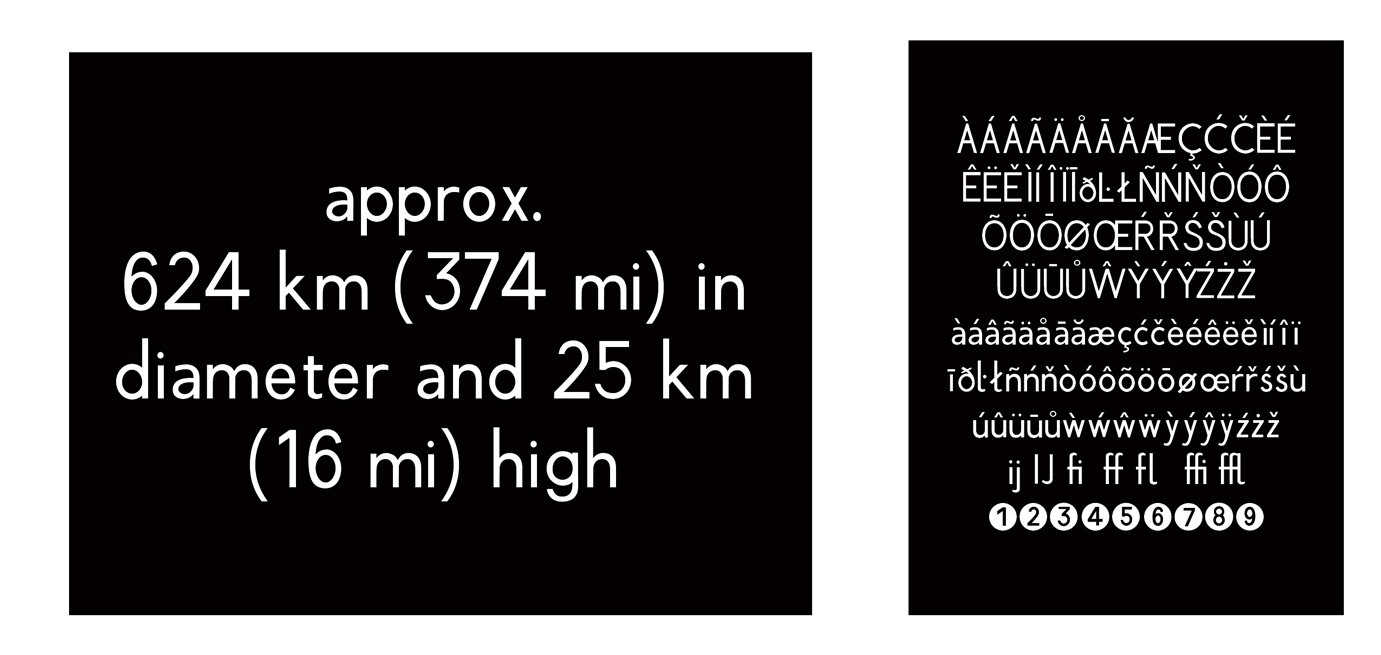 approx.
624 km (374 mi) in
diameter and 25 km
(16 mi) high
ÀÁÂÃÄÅĀĂÆÇĆČÈÉ
ÊËĚÌÍÎÏĪðĿŁÑŃŇÒÓÔ
ÕÖŌØŒŔŘŚŠÙÚ
ÛÜŪŮŴỲÝŶŹŻŽ
àáâãäåāăæçćčèéêëěìíîï
īðŀłñńňòóôõöōøœŕřśšù
úûüūůẁẃŵẅỳýŷÿźżž
ij IJ fi ff fl ffi ffl
❶❷❸❹❺❻❼❽❾